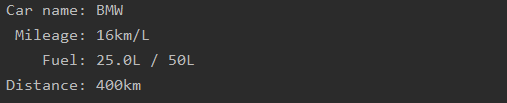 Car name: BMW
Mileage: 16km/L
Fuel: 25.0L / 50L
Distance: 400km